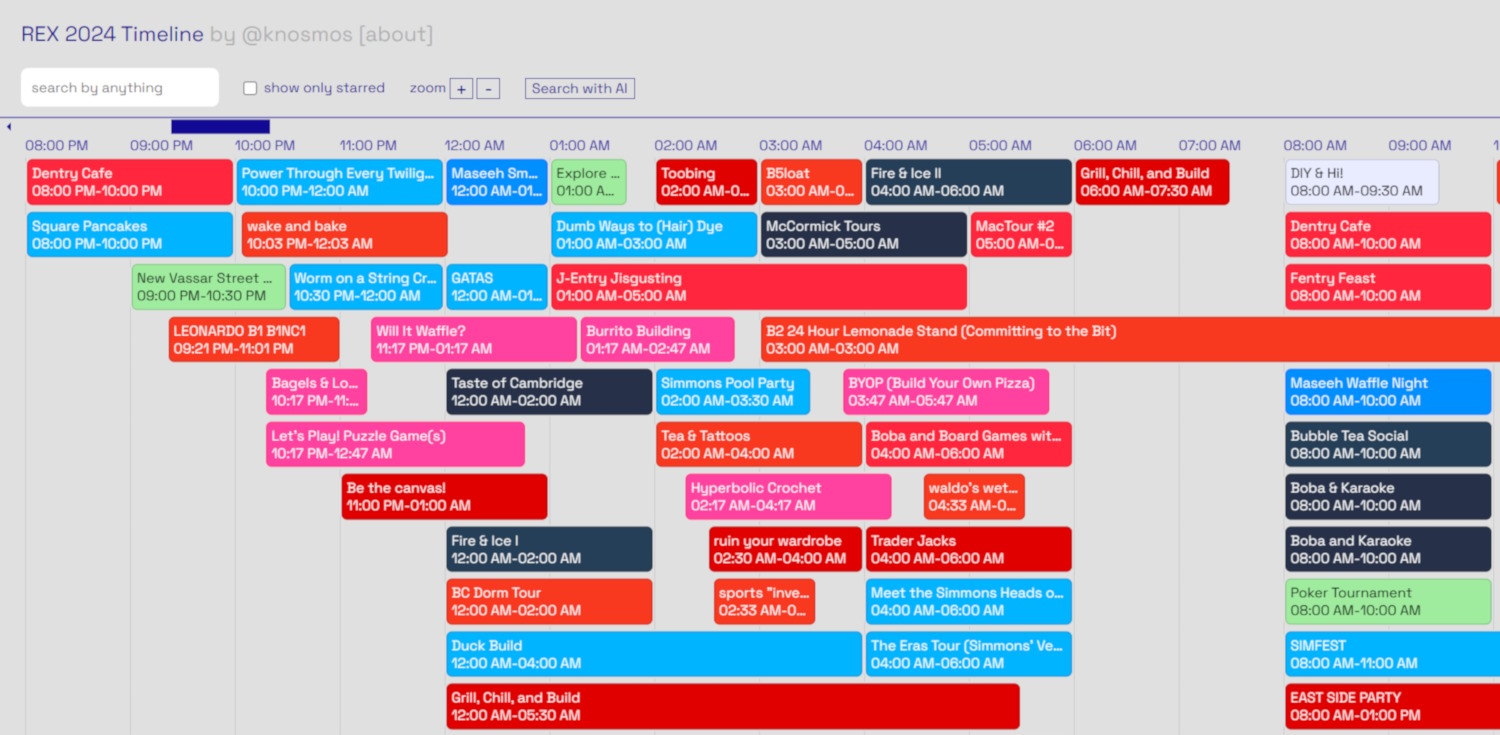 REX 2024 Timeline by @knosmos [about]
search by anything
show only starred
zoom + -
Search with AI
08:00 PM 09:00 PM 10:00 PM 11:00 PM 12:00 AM 01:00 AM 02:00 AM 03:00 AM 04:00 AM 05:00 AM 06:00 AM 07:00 AM 08:00 AM 09:00 AM 1
Dentry Cafe
08:00 PM-10:00 PM
Power Through Every Twilig...
10:00 PM-12:00 AM
Maseeh Sm...
12:00 AM-01...
Explore ...
01:00 A...
Toobing
02:00 AM-0...
B5loat
03:00 AM-0...
Fire & Ice II
04:00 AM-06:00 AM
Grill, Chill, and Build
06:00 AM-07:30 AM
DIY & Hi!
08:00 AM-09:30 AM
Square Pancakes
08:00 PM-10:00 PM
wake and bake
10:03 PM-12:03 AM
Dumb Ways to (Hair) Dye
01:00 AM-03:00 AM
McCormick Tours
03:00 AM-05:00 AM
MacTour #2
05:00 AM-0...
Dentry Cafe
08:00 AM-10:00 AM
New Vassar Street ...
09:00 PM-10:30 PM
Worm on a String Cr...
10:30 PM-12:00 AM
GATAS
12:00 AM-01...
J-Entry Jisgusting
01:00 AM-05:00 AM
Fentry Feast
08:00 AM-10:00 AM
LEONARDO B1 B1NC1
09:21 PM-11:01 PM
Will It Waffle?
11:17 PM-01:17 AM
Burrito Building
01:17 AM-02:47 AM
B2 24 Hour Lemonade Stand (Committing to the Bit)
03:00 AM-03:00 AM
Bagels & Lo...
10:17 PM-11:...
Taste of Cambridge
12:00 AM-02:00 AM
Simmons Pool Party
02:00 AM-03:30 AM
BYOP (Build Your Own Pizza)
03:47 AM-05:47 AM
Maseeh Waffle Night
08:00 AM-10:00 AM
Let's Play! Puzzle Game(s)
10:17 PM-12:47 AM
Tea & Tattoos
02:00 AM-04:00 AM
Boba and Board Games wit...
04:00 AM-06:00 AM
Bubble Tea Social
08:00 AM-10:00 AM
Be the canvas!
11:00 PM-01:00 AM
Hyperbolic Crochet
02:17 AM-04:17 AM
waldo's wet...
04:33 AM-0...
Boba & Karaoke
08:00 AM-10:00 AM
Fire & Ice I
12:00 AM-02:00 AM
ruin your wardrobe
02:30 AM-04:00 AM
Trader Jacks
04:00 AM-06:00 AM
Boba and Karaoke
08:00 AM-10:00 AM
BC Dorm Tour
12:00 AM-02:00 AM
sports "inve...
02:33 AM-0...
Meet the Simmons Heads o...
04:00 AM-06:00 AM
Poker Tournament
08:00 AM-10:00 AM
Duck Build
12:00 AM-04:00 AM
The Eras Tour (Simmons' Ve...
04:00 AM-06:00 AM
SIMFEST
08:00 AM-11:00 AM
Grill, Chill, and Build
12:00 AM-05:30 AM
EAST SIDE PARTY
08:00 AM-01:00 PM